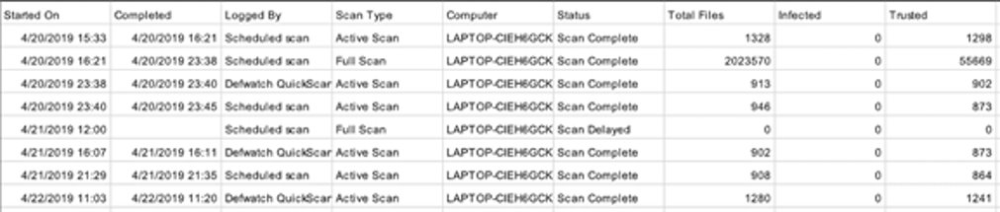 Started On Completed Logged By Scan Type Computer Status Total Files Infected Trusted
4/20/2019 15:33 4/20/2019 16:21 Scheduled scan Active Scan LAPTOP-CIEH6GCK Scan Complete 1328 0 1298
4/20/2019 16:21 4/20/2019 23:38 Scheduled scan Full Scan LAPTOP-CIEH6GCK Scan Complete 2023570 0 55669
4/20/2019 23:38 4/20/2019 23:40 Defwatch QuickScan Active Scan LAPTOP-CIEH6GCK Scan Complete 913 0 902
4/20/2019 23:40 4/20/2019 23:45 Scheduled scan Active Scan LAPTOP-CIEH6GCK Scan Complete 946 0 873
4/21/2019 12:00 Scheduled scan Full Scan LAPTOP-CIEH6GCK Scan Delayed 0 0 0
4/21/2019 16:07 4/21/2019 16:11 Defwatch QuickScan Active Scan LAPTOP-CIEH6GCK Scan Complete 902 0 873
4/21/2019 21:29 4/21/2019 21:35 Scheduled scan Active Scan LAPTOP-CIEH6GCK Scan Complete 908 0 864
4/22/2019 11:03 4/22/2019 11:20 Defwatch QuickScan Active Scan LAPTOP-CIEH6GCK Scan Complete 1280 0 1241